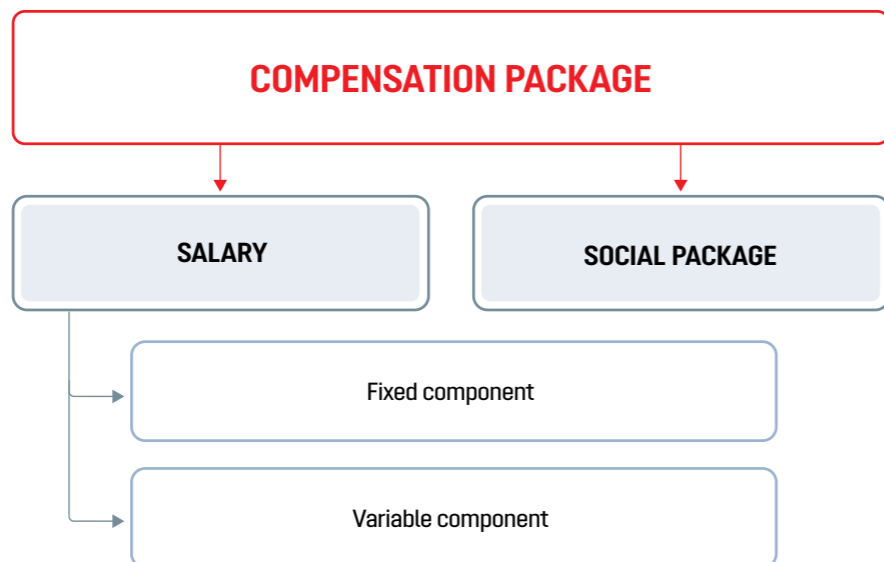 COMPENSATION PACKAGE
SALARY
SOCIAL PACKAGE
Fixed component
Variable component